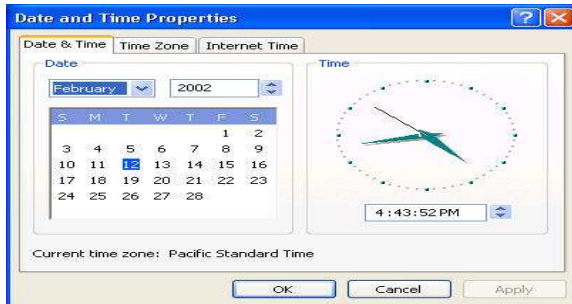 Date and Time Properties
Date & Time Time Zone Internet Time
Date
February 2002
S M T W T F S
1 2
3 4 5 6 7 8 9
10 11 12 13 14 15 16
17 18 19 20 21 22 23
24 25 26 27 28
Time
4:43:52 PM
Current time zone: Pacific Standard Time
OK Cancel Apply